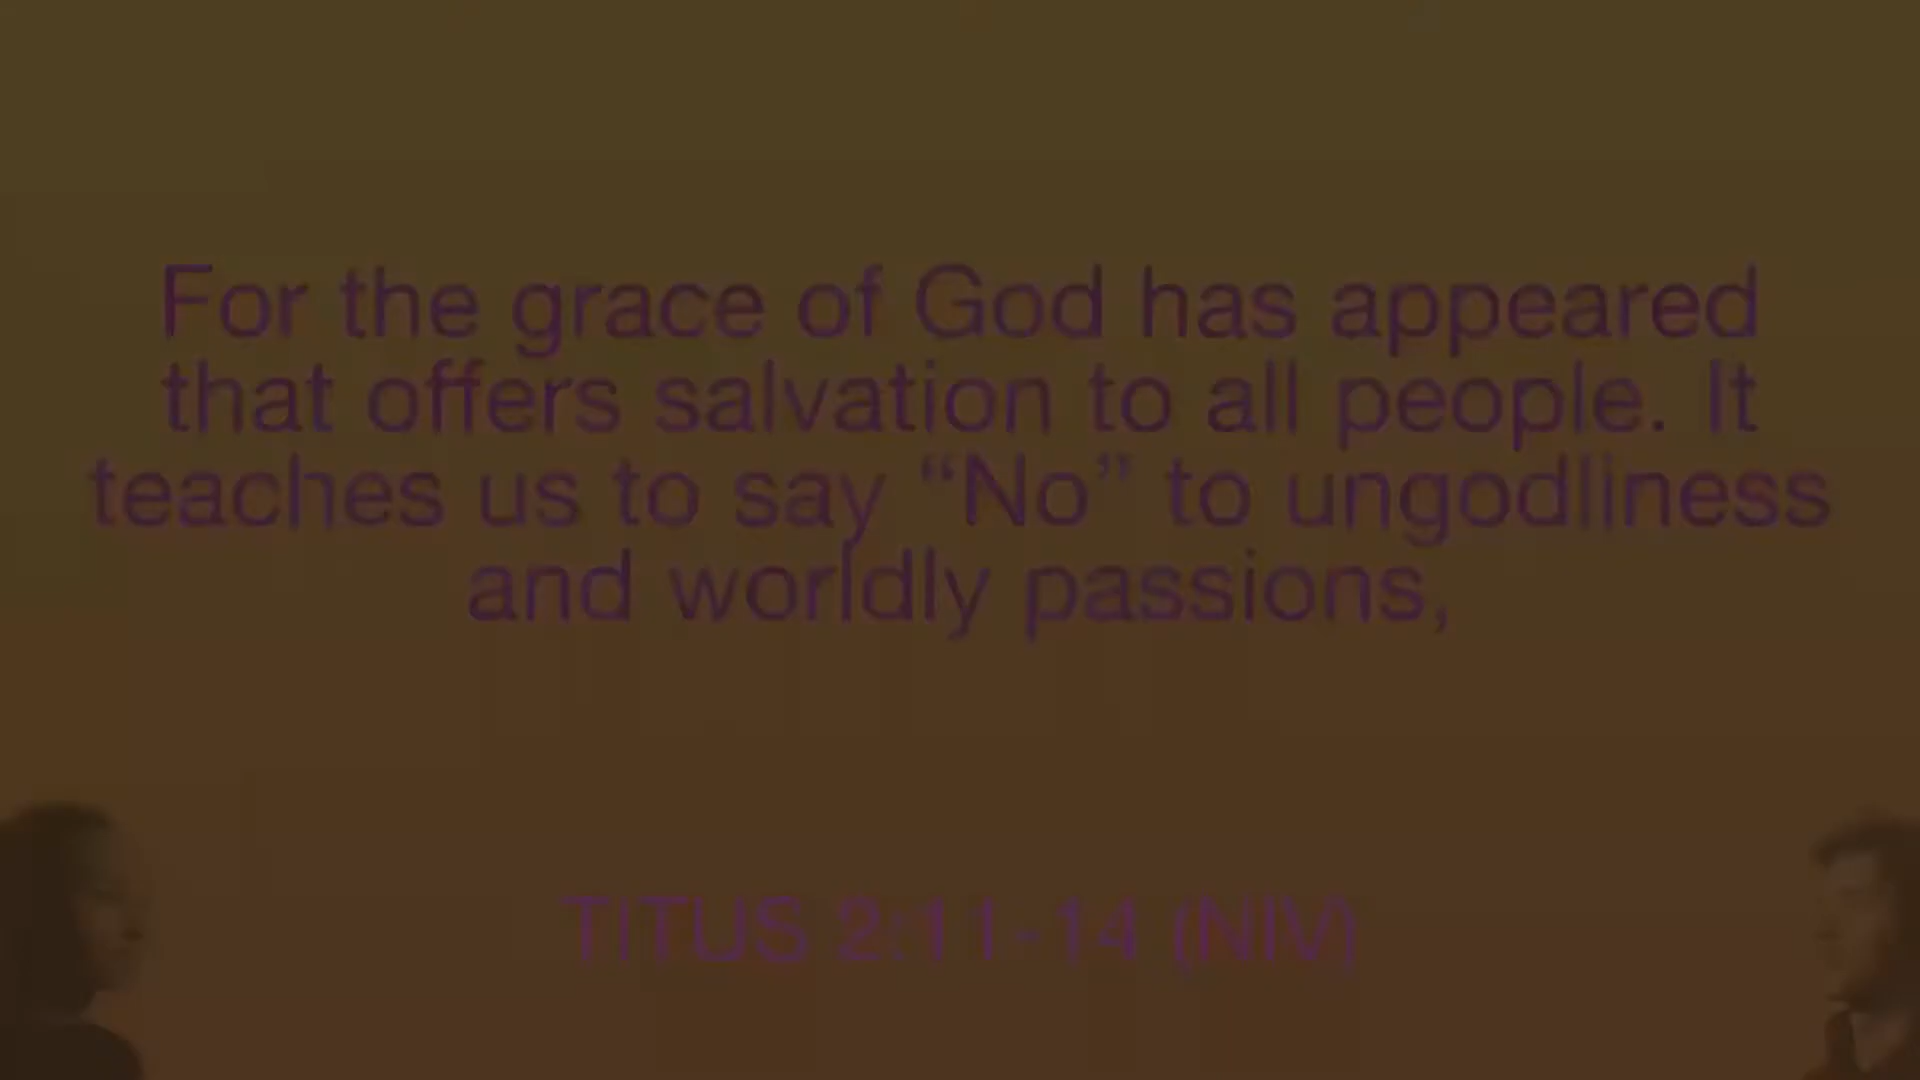 For the grace of God has appeared
that offers salvation to all people. It
teaches us to say “No” to ungodliness
and worldly passions,
TITUS 2:11-14 (NIV)